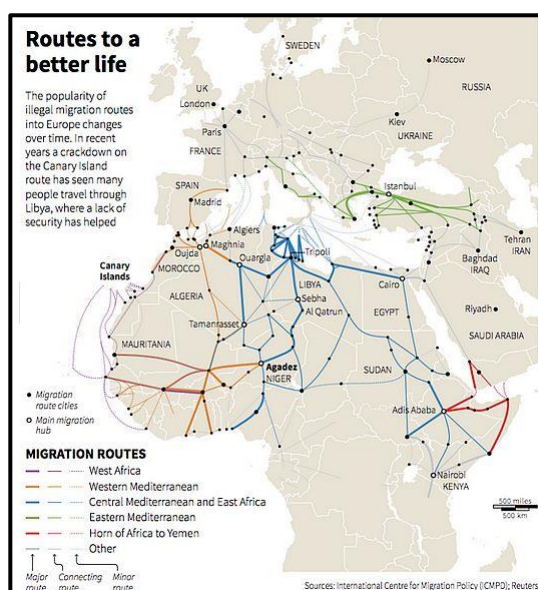 Routes to a
better life
The popularity of
illegal migration routes
into Europe changes
over time. In recent
years a crackdown on
the Canary Island
route has seen many
people travel through
Libya, where a lack of
security has helped
SWEDEN
Moscow
UK
London
RUSSIA
Paris
Kiev
UKRAINE
FRANCE
SPAIN
Madrid
Istanbul
Algiers
Maghnia
Oujda
Ouargla
Tripoli
Tehran
IRAN
Baghdad
IRAQ
Canary
Islands
MOROCCO
LIBYA
Cairo
ALGERIA
Sebha
Al Qatrun
EGYPT
Riyadh
Tamanrasset
SAUDI ARABIA
MAURITANIA
Agadez
NIGER
SUDAN
Adis Ababa
Nairobi
KENYA
Migration
route cities
Main migration
hub
MIGRATION ROUTES
West Africa
Western Mediterranean
Central Mediterranean and East Africa
Eastern Mediterranean
Horn of Africa to Yemen
Other
Major
route
Connecting
route
Minor
route
500 miles
500 km
Sources: International Centre for Migration Policy (ICMPD); Reuters